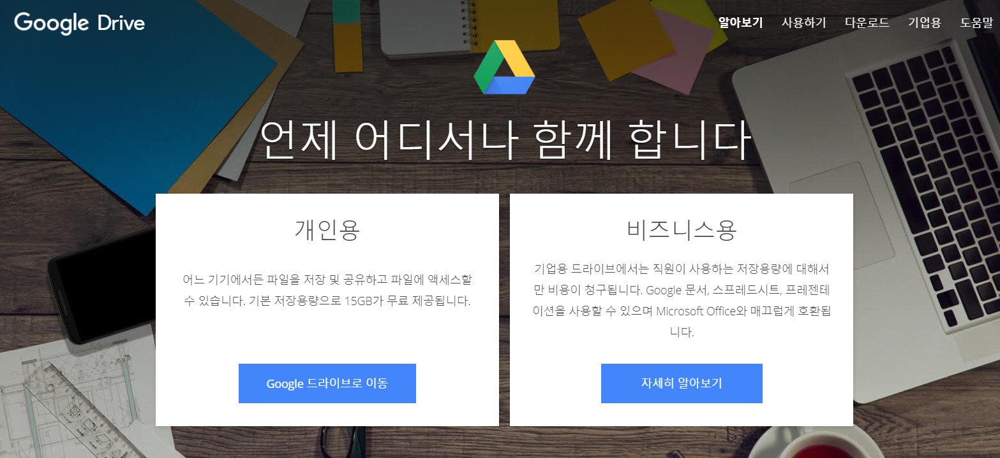 Google Drive
알아보기 사용하기 다운로드 기업용 도움말
언제 어디서나 함께 합니다
개인용
어느 기기에서든 파일을 저장 및 공유하고 파일에 액세스할
수 있습니다. 기본 저장용량으로 15GB가 무료 제공됩니다.
Google 드라이브로 이동
비즈니스용
기업용 드라이브에서는 직원이 사용하는 저장용량에 대해서
만 비용이 청구됩니다. Google 문서, 스프레드시트, 프레젠테
이션을 사용할 수 있으며 Microsoft Office와 매끄럽게 호환됩
니다.
자세히 알아보기